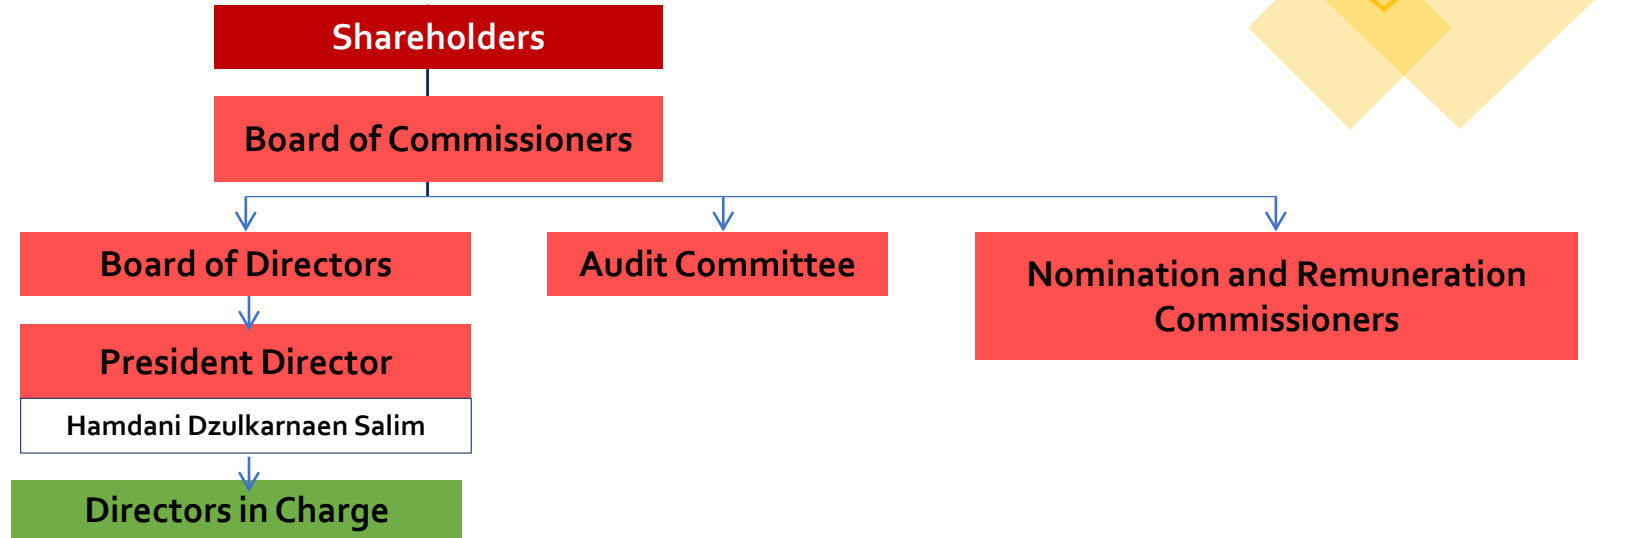 Shareholders
Board of Commissioners
Board of Directors
Audit Committee
Nomination and Remuneration
Commissioners
President Director
Hamdani Dzulkarnaen Salim
Directors in Charge